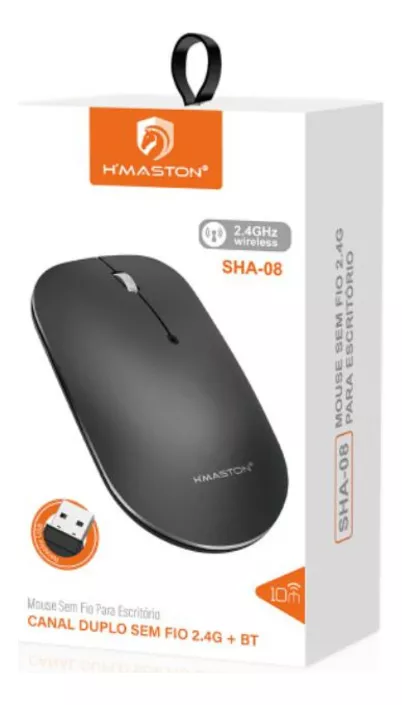 H'MASTON®
2.4GHz
wireless
SHA-08
H'MASTON®
10m
Mouse Sem Fio Para Escritório
CANAL DUPLO SEM FIO 2.4G + BT
SHA-08
MOUSE SEM FIO 2.4G
PARA ESCRITÓRIO